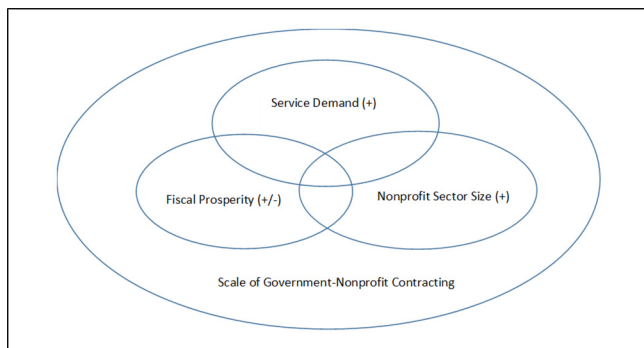 Service Demand (+)
Fiscal Prosperity (+/-)
Nonprofit Sector Size (+)
Scale of Government-Nonprofit Contracting